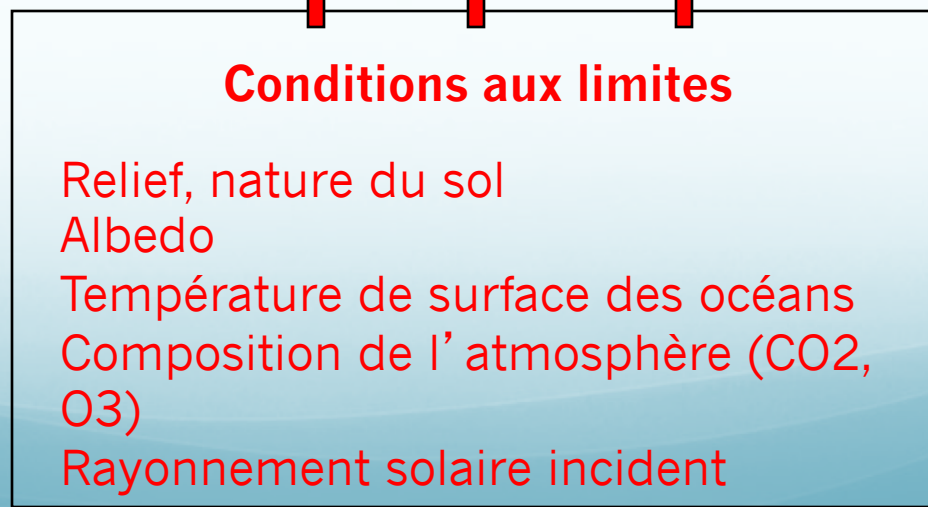 Conditions aux limites
Relief, nature du sol
Albedo
Température de surface des océans
Composition de l’atmosphère (CO2,
O3)
Rayonnement solaire incident